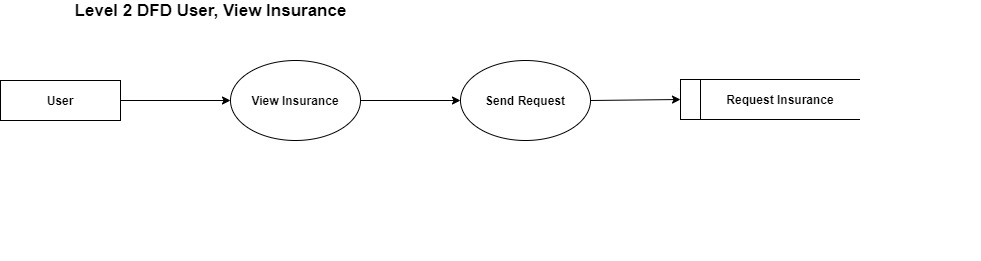 Level 2 DFD User, View Insurance
User
View Insurance
Send Request
Request Insurance